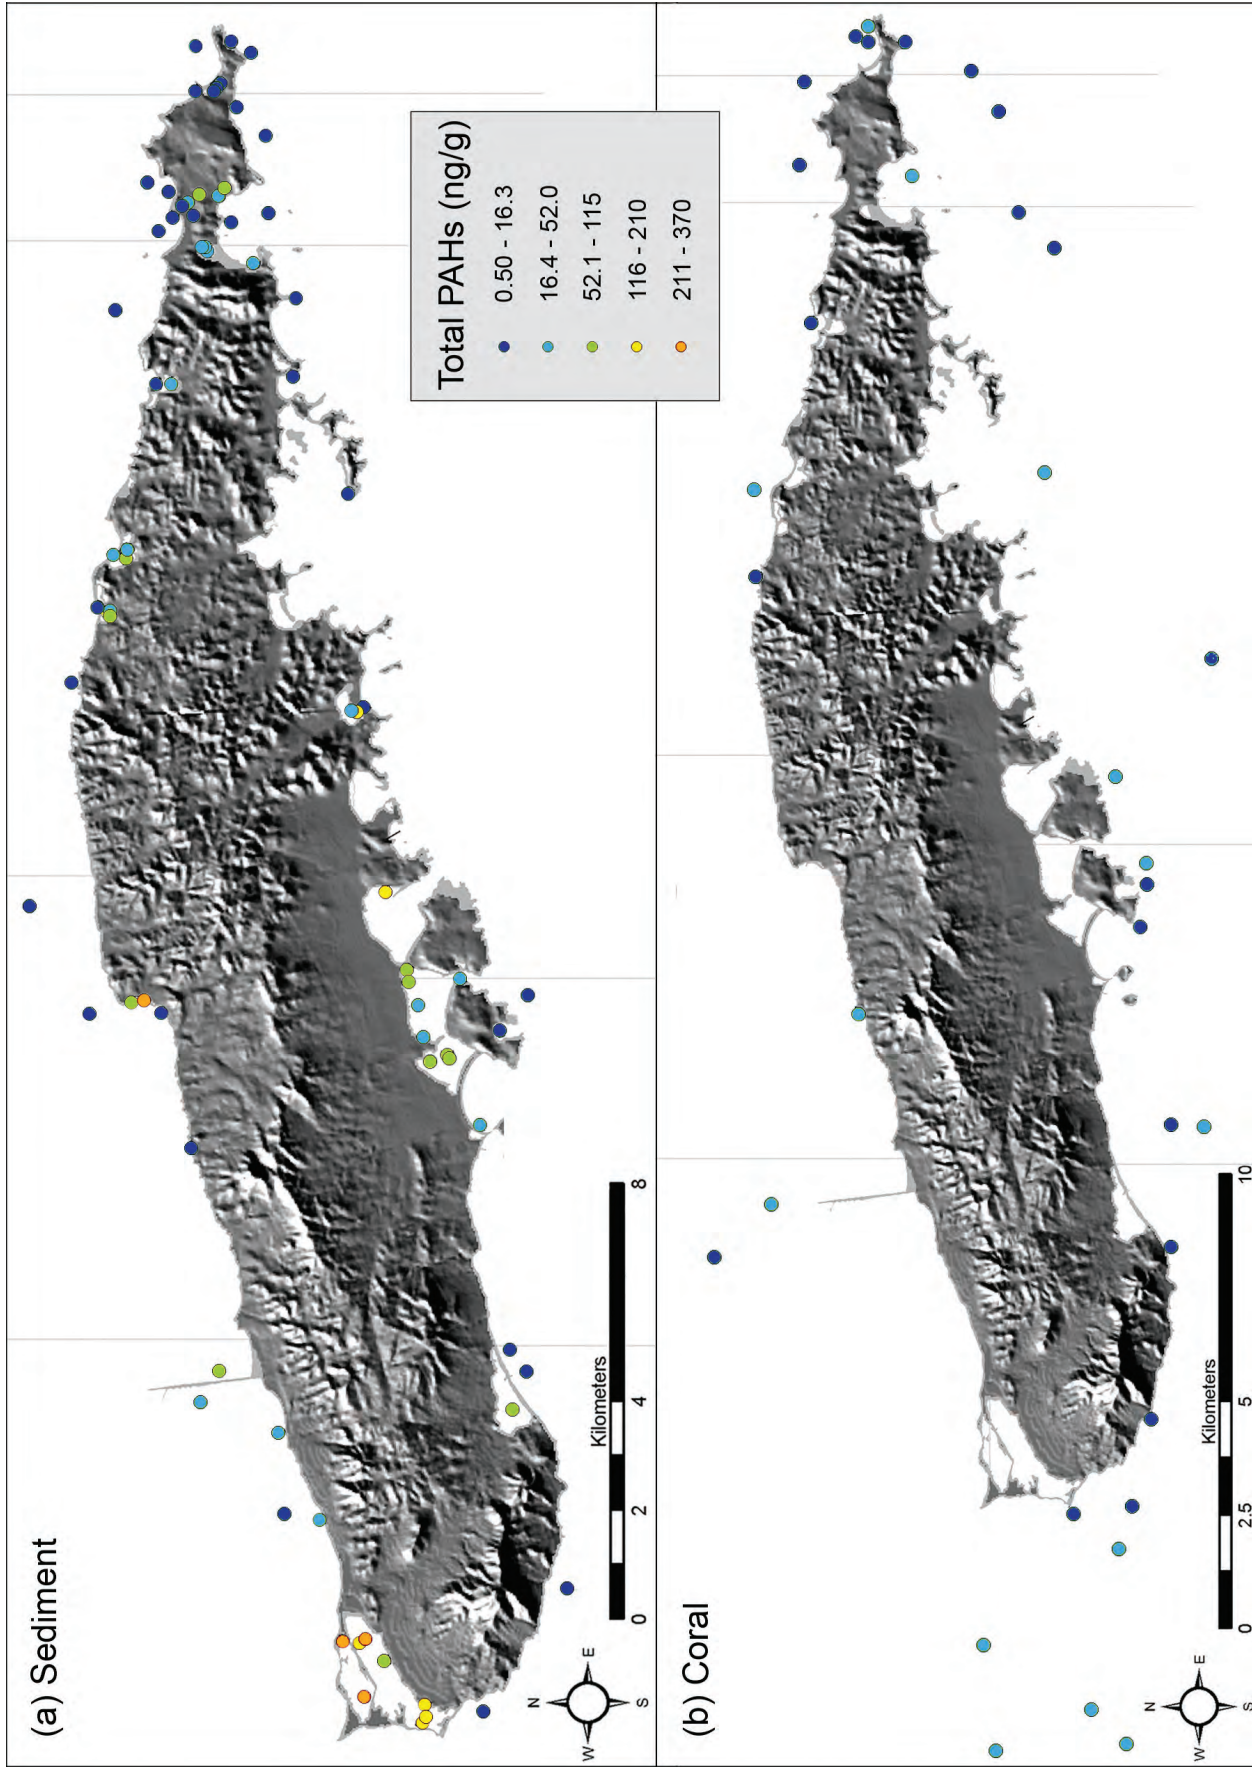 (a) Sediment
N
W
E
S
Kilometers
0
2
4
8
Total PAHs (ng/g)
0.50 - 16.3
16.4 - 52.0
52.1 - 115
116 - 210
211 - 370
(b) Coral
N
W
E
S
Kilometers
0
2.5
5
10